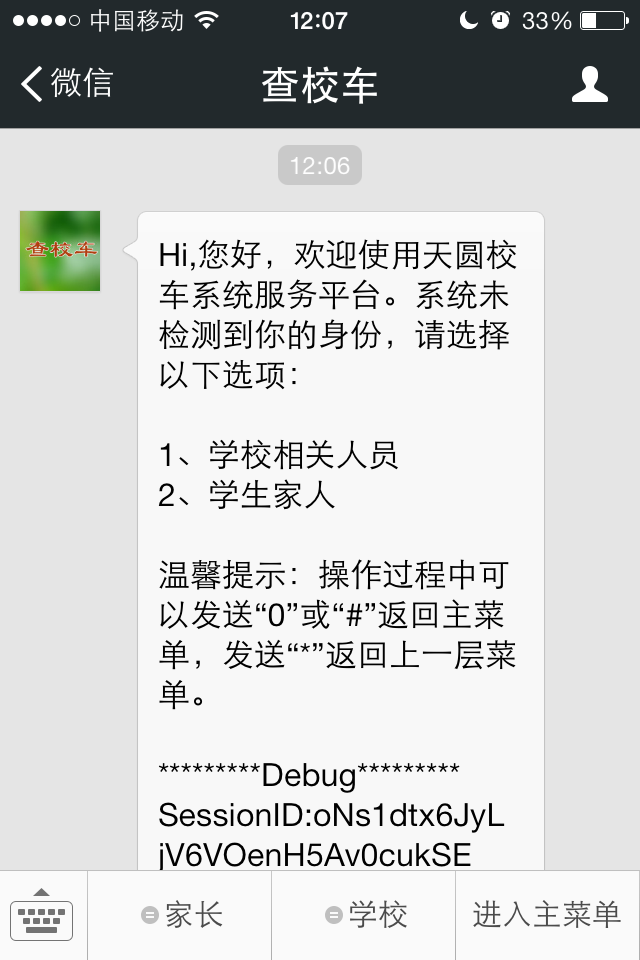 中国移动 12:07 33%
微信 查校车
12:06
查校车
Hi,您好，欢迎使用天圆校
车系统服务平台。系统未
检测到你的身份，请选择
以下选项：
1、学校相关人员
2、学生家人
温馨提示：操作过程中可
以发送“0”或“#”返回主菜
单，发送“*”返回上一层菜
单。
*********Debug*********
SessionID:oNs1dtx6JyL
jV6VOenH5Av0cukSE
家长 学校 进入主菜单